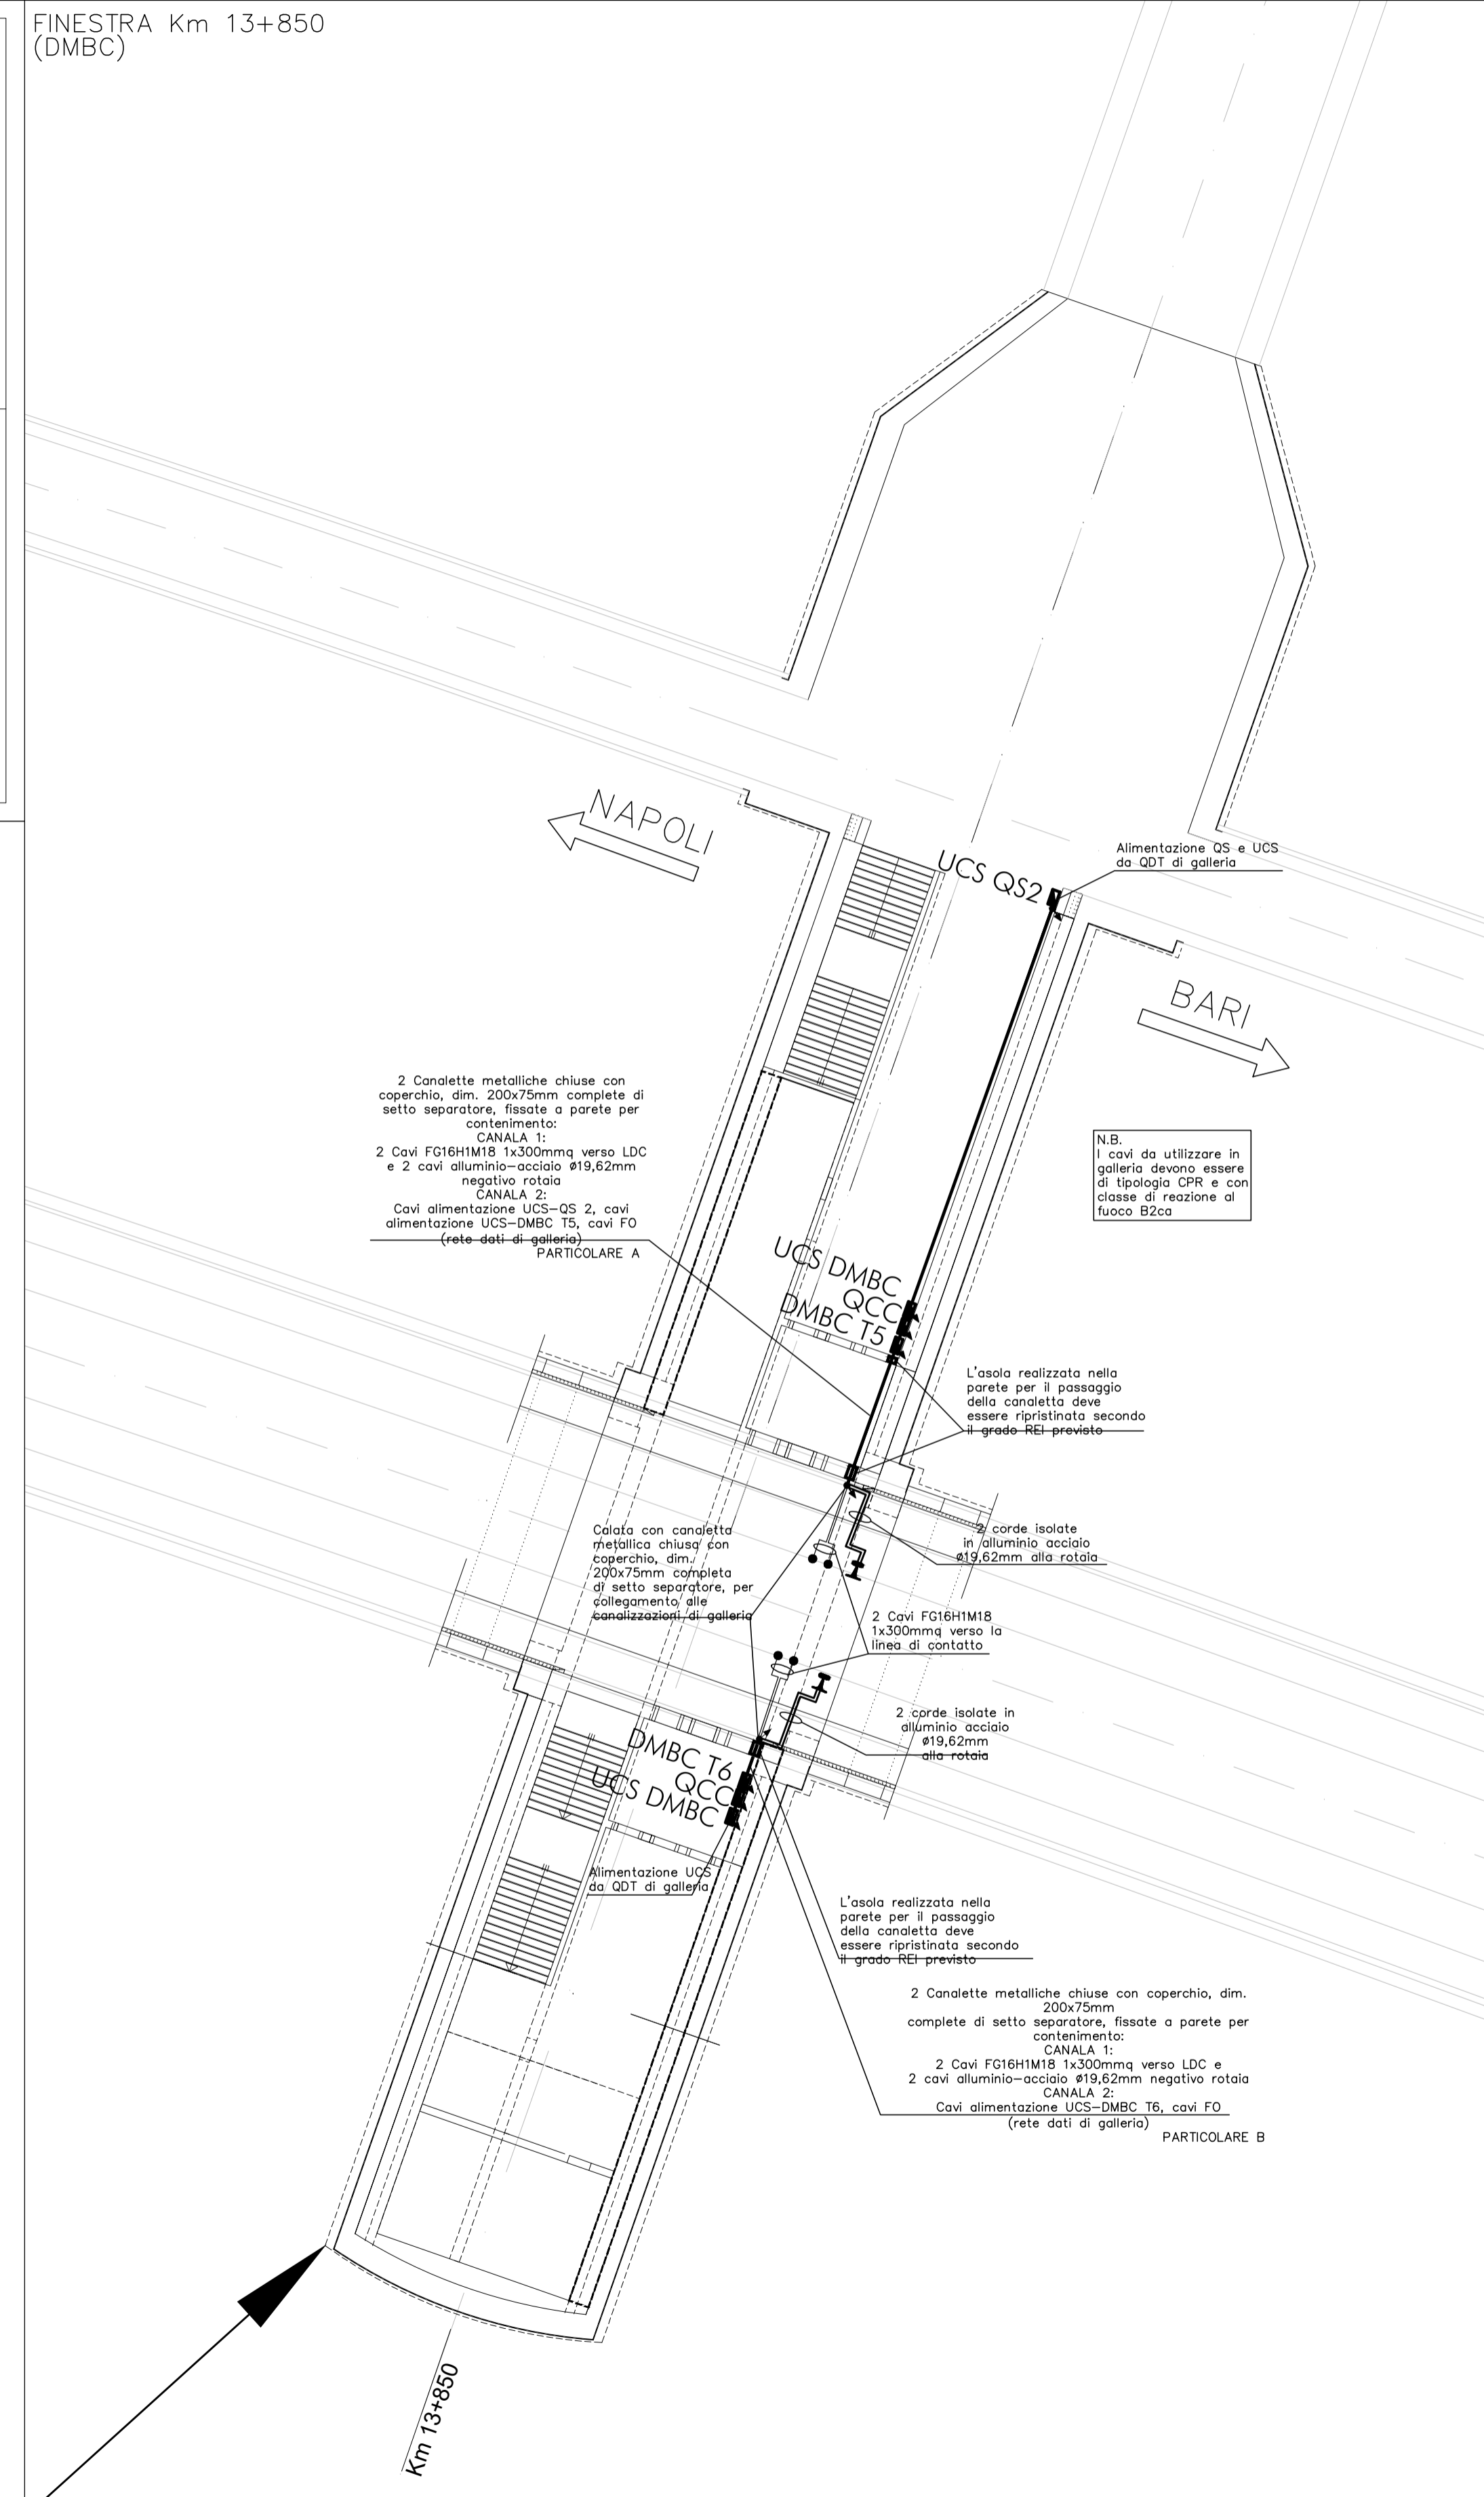 FINESTRA Km 13+850
(DMBC)
NAPOLI
UCS QS2
Alimentazione QS e UCS
da QDT di galleria
BARI
2 Canalette metalliche chiuse con
coperchio, dim. 200x75mm complete di
setto separatore, fissate a parete per
contenimento:
CANALA 1:
2 Cavi FG16H1M18 1x300mmq verso LDC
e 2 cavi alluminio-acciaio ø19,62mm
negativo rotaia
CANALA 2:
Cavi alimentazione UCS-QS 2, cavi
alimentazione UCS-DMBC T5, cavi FO
(rete dati di galleria)
PARTICOLARE A
N.B.
I cavi da utilizzare in
galleria devono essere
di tipologia CPR e con
classe di reazione al
fuoco B2ca
UCS DMBC
QCC
DMBC T5
L'asola realizzata nella
parete per il passaggio
della canaletta deve
essere ripristinata secondo
il grado REI previsto
Calata con canaletta
metallica chiusa con
coperchio, dim.
200x75mm completa
di setto separatore, per
collegamento alle
canalizzazioni di galleria
2 corde isolate
in alluminio acciaio
ø19,62mm alla rotaia
2 Cavi FG16H1M18
1x300mmq verso la
linea di contatto
2 corde isolate in
alluminio acciaio
ø19,62mm
alla rotaia
DMBC T6
QCC
UCS DMBC
Alimentazione UCS
da QDT di galleria
L'asola realizzata nella
parete per il passaggio
della canaletta deve
essere ripristinata secondo
il grado REI previsto
2 Canalette metalliche chiuse con coperchio, dim.
200x75mm
complete di setto separatore, fissate a parete per
contenimento:
CANALA 1:
2 Cavi FG16H1M18 1x300mmq verso LDC e
2 cavi alluminio-acciaio ø19,62mm negativo rotaia
CANALA 2:
Cavi alimentazione UCS-DMBC T6, cavi FO
(rete dati di galleria)
PARTICOLARE B
Km 13+850